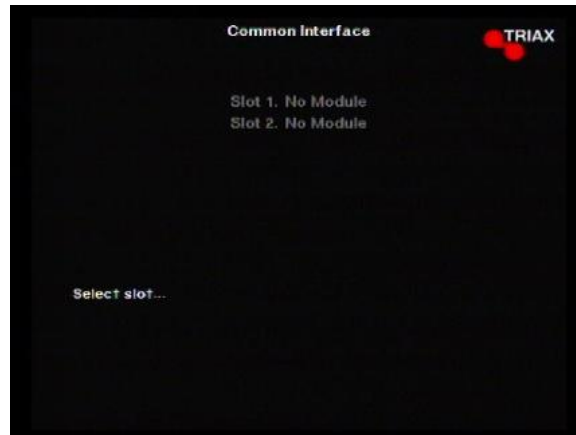 Common Interface
TRIAX
Slot 1. No Module
Slot 2. No Module
Select slot...